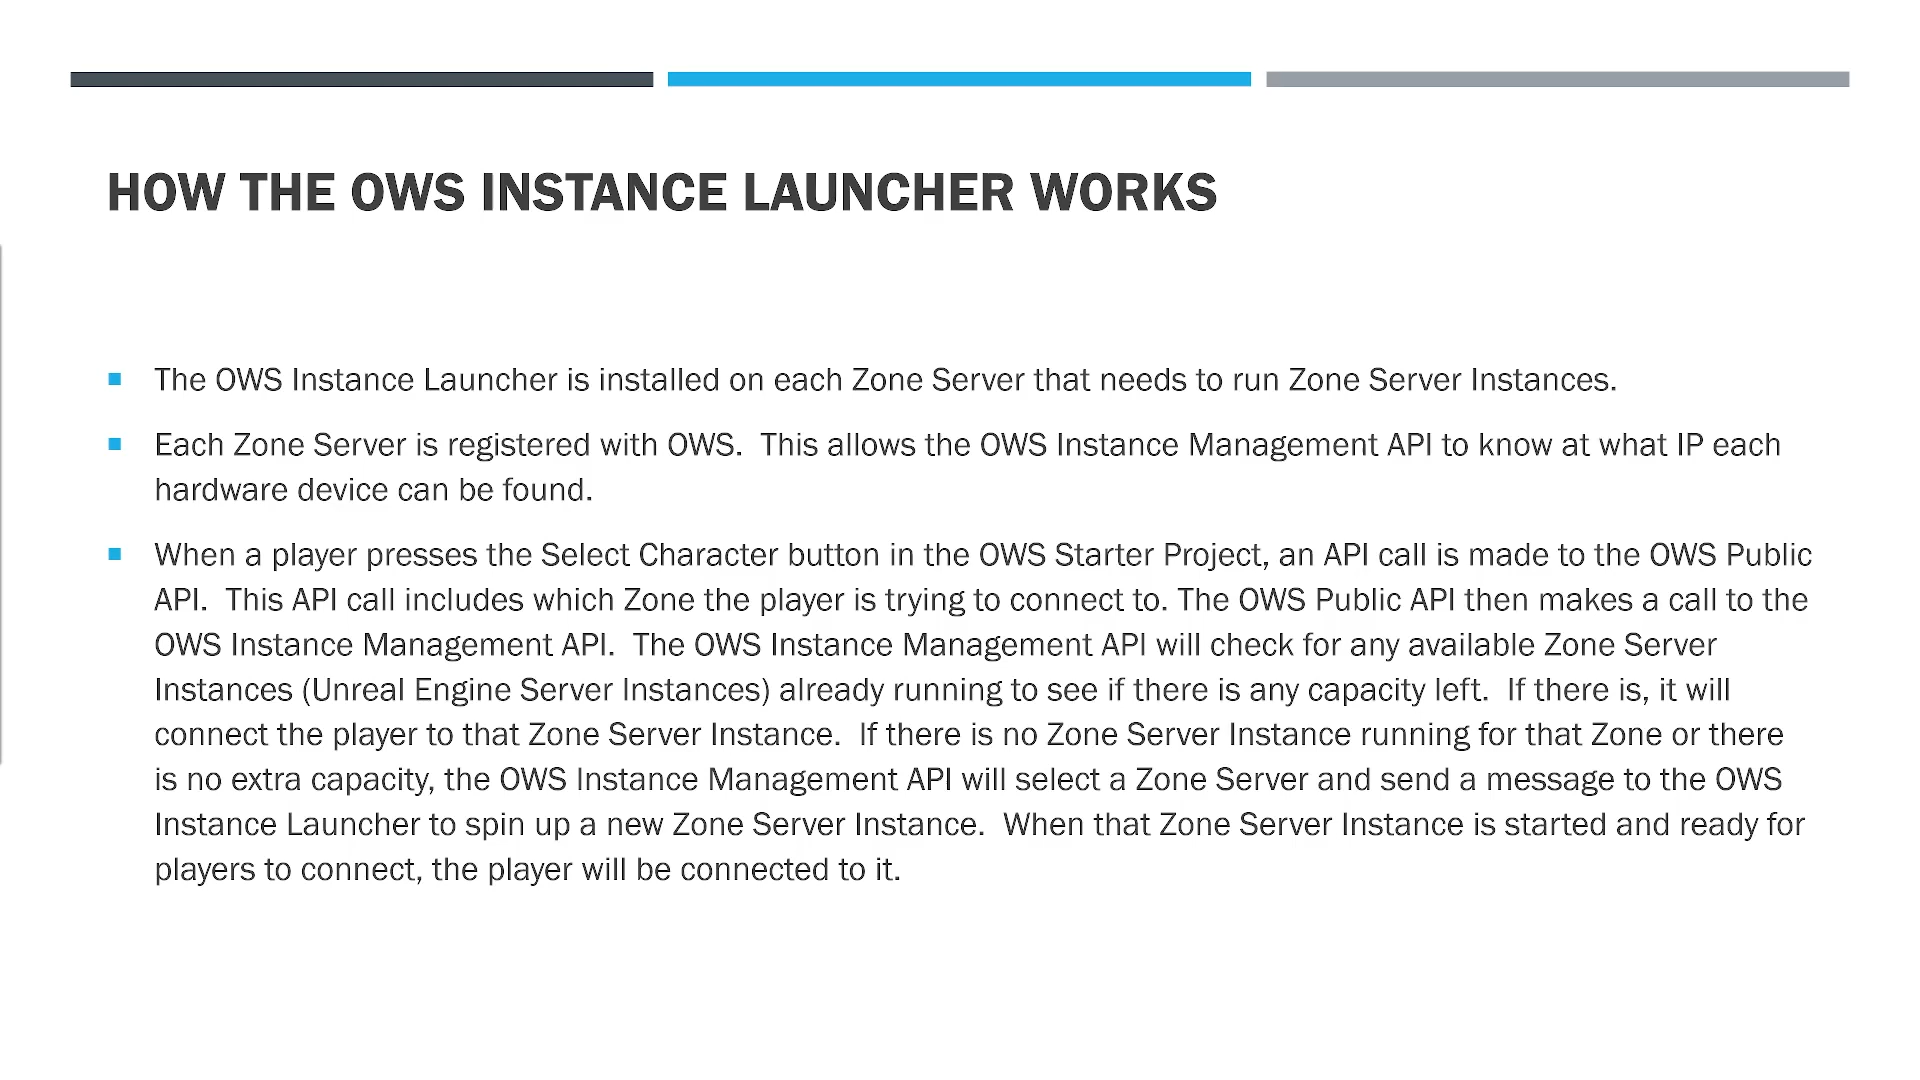 HOW THE OWS INSTANCE LAUNCHER WORKS
The OWS Instance Launcher is installed on each Zone Server that needs to run Zone Server Instances.
Each Zone Server is registered with OWS.  This allows the OWS Instance Management API to know at what IP each
hardware device can be found.
When a player presses the Select Character button in the OWS Starter Project, an API call is made to the OWS Public
API.  This API call includes which Zone the player is trying to connect to. The OWS Public API then makes a call to the
OWS Instance Management API.  The OWS Instance Management API will check for any available Zone Server
Instances (Unreal Engine Server Instances) already running to see if there is any capacity left.  If there is, it will
connect the player to that Zone Server Instance.  If there is no Zone Server Instance running for that Zone or there
is no extra capacity, the OWS Instance Management API will select a Zone Server and send a message to the OWS
Instance Launcher to spin up a new Zone Server Instance.  When that Zone Server Instance is started and ready for
players to connect, the player will be connected to it.